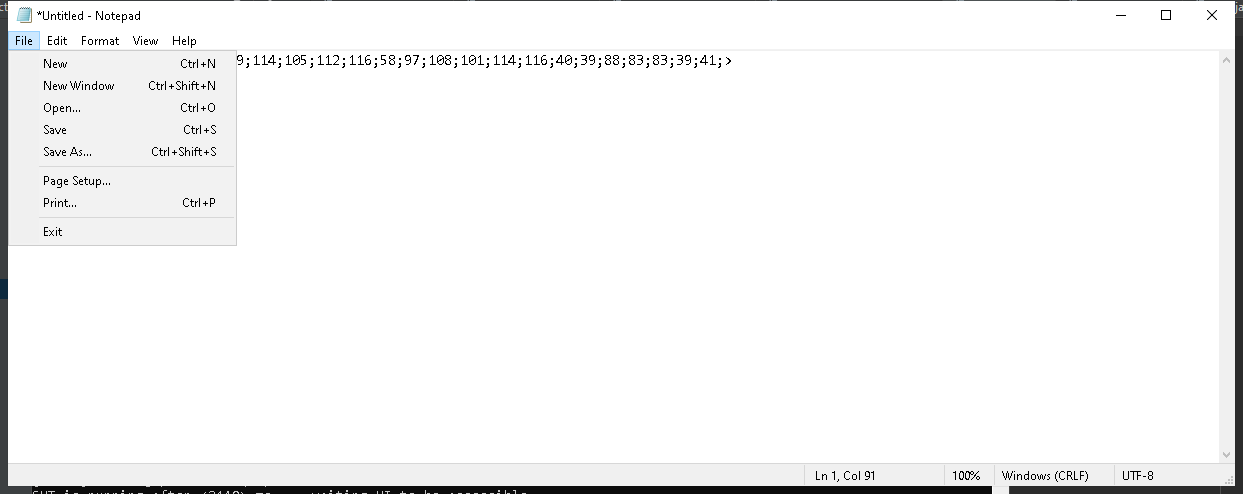 *Untitled - Notepad
File Edit Format View Help
9;114;105;112;116;58;97;108;101;114;116;40;39;88;83;83;39;41;>
New Ctrl+N
New Window Ctrl+Shift+N
Open... Ctrl+O
Save Ctrl+S
Save As... Ctrl+Shift+S
Page Setup...
Print... Ctrl+P
Exit
Ln 1, Col 91 100% Windows (CRLF) UTF-8